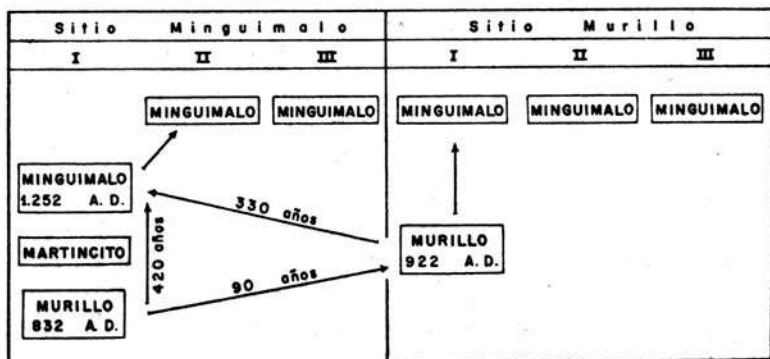 Sitio Minguimalo
Sitio Murillo
I II III
I II III
MINGUIMALO
MINGUIMALO
MINGUIMALO
MINGUIMALO
MINGUIMALO
MINGUIMALO
1.252 A. D.
330 años
420 años
MARTINCITO
MURILLO
922 A. D.
90 años
MURILLO
832 A. D.